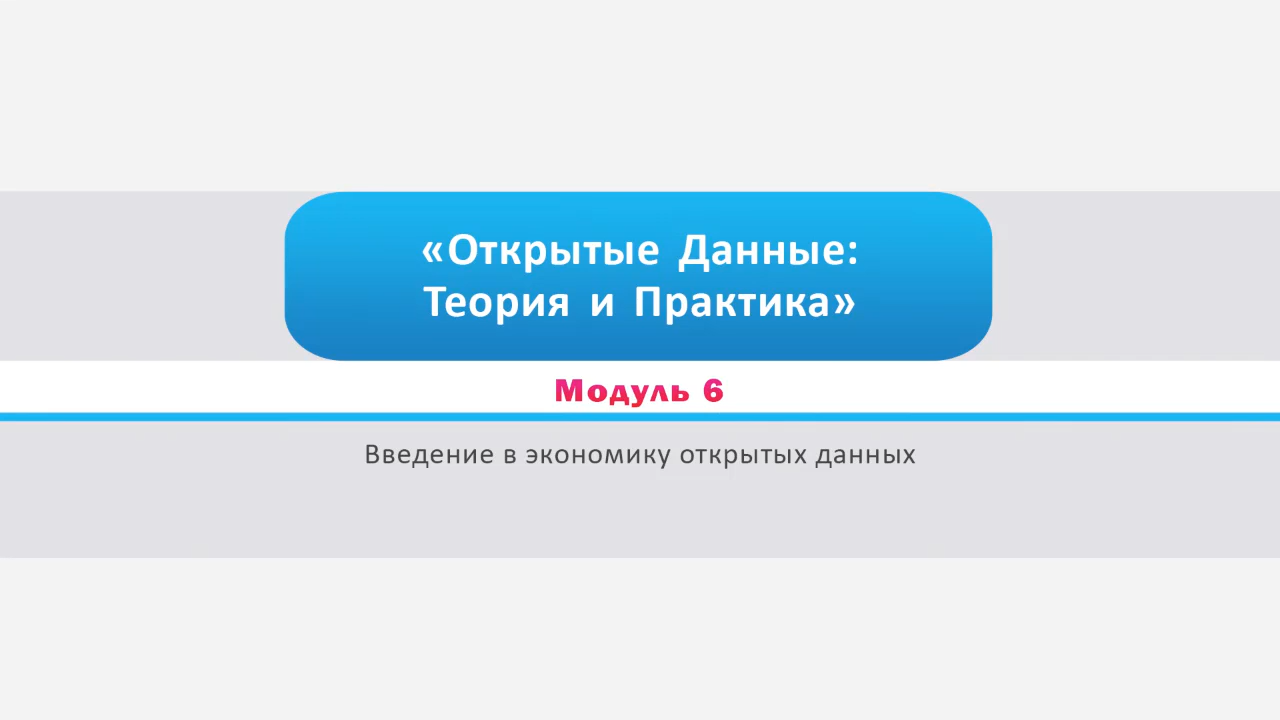 «Открытые Данные:
Теория и Практика»
Модуль 6
Введение в экономику открытых данных